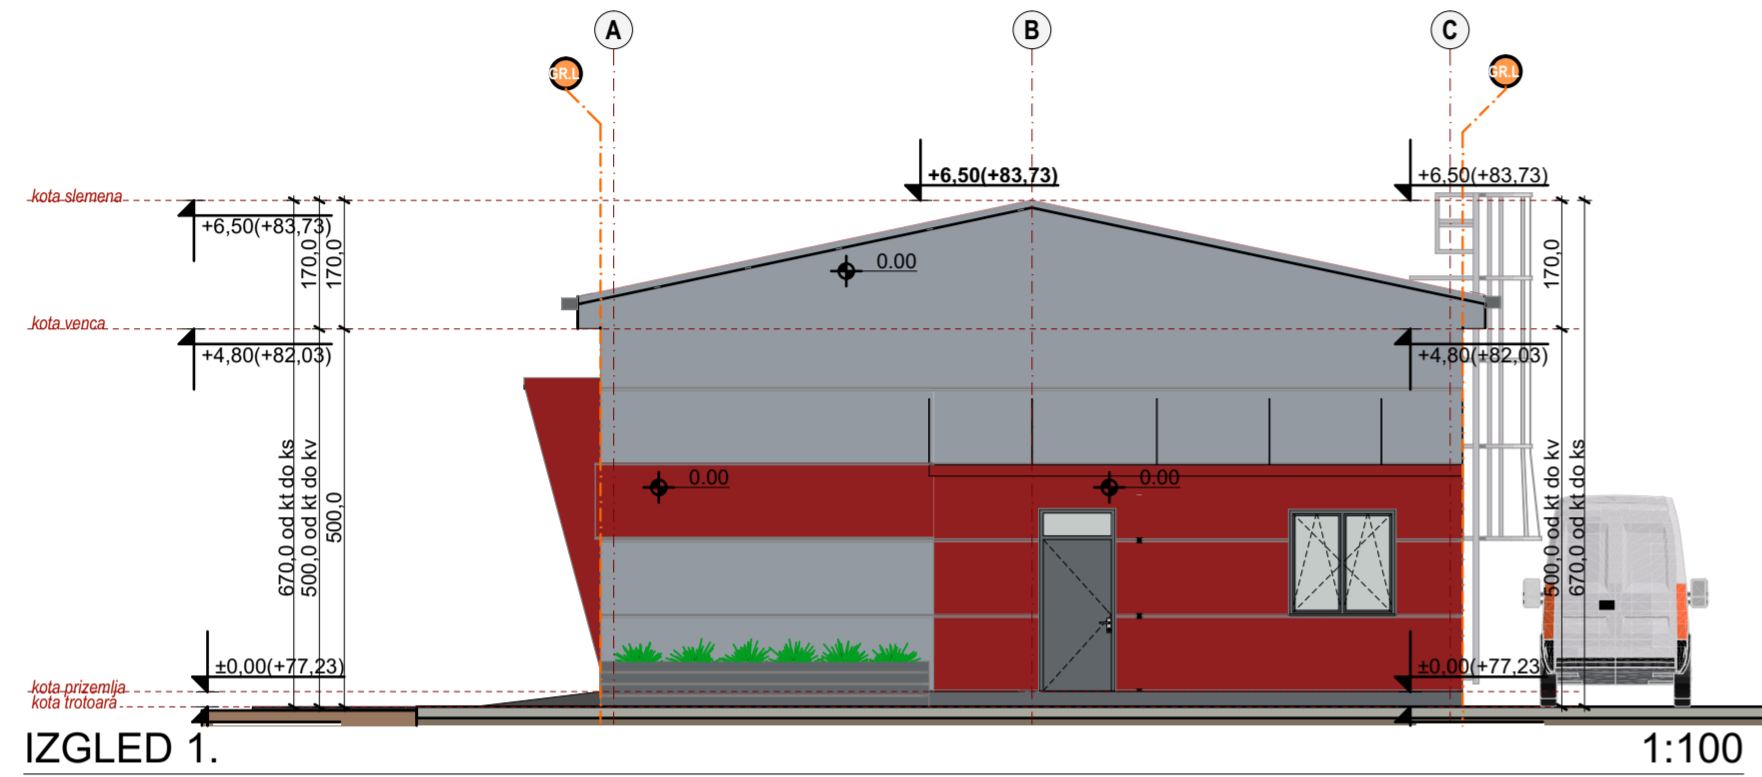 A
B
C
GR.L
GR.L
+6,50(+83,73)
+6,50(+83,73)
kota slemena
+6,50(+83,73)
170,0
170,0
170,0
0.00
kota venca
+4,80(+82,03)
+4,80(+82,03)
670,0 od kt do ks
500,0 od kt do kv
500,0
0.00
0.00
500,0 od kt do kv
670,0 od kt do ks
±0,00(+77,23)
±0,00(+77,23
kota prizemlja
kota trotoara
IZGLED 1.
1:100